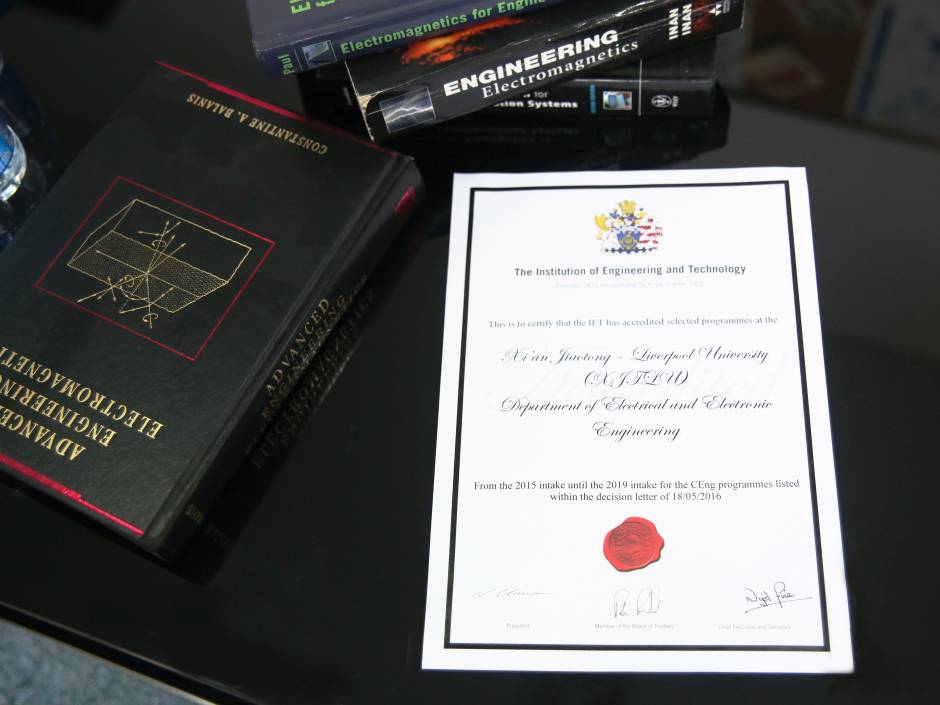 Paul
Electromagnetics for Engine
ENGINEERING
Electromagnetics
INAN
INAN
for
ction Systems
CONSTANTINE A. BALANIS
ADVANCE
ENGINEERING
ELECTROMAGNETI
ADVANCED
ENGINEERING
The Institution of Engineering and Technology
This is to certify that the IET has accredited selected programmes at the
Xi'an Jiaotong - Liverpool University
(XJTLU)
Department of Electrical and Electronic
Engineering
From the 2015 intake until the 2019 intake for the CEng programmes listed
within the decision letter of 18/05/2016
President
Member of the Board of Trustees
Chief Executive and Secretary